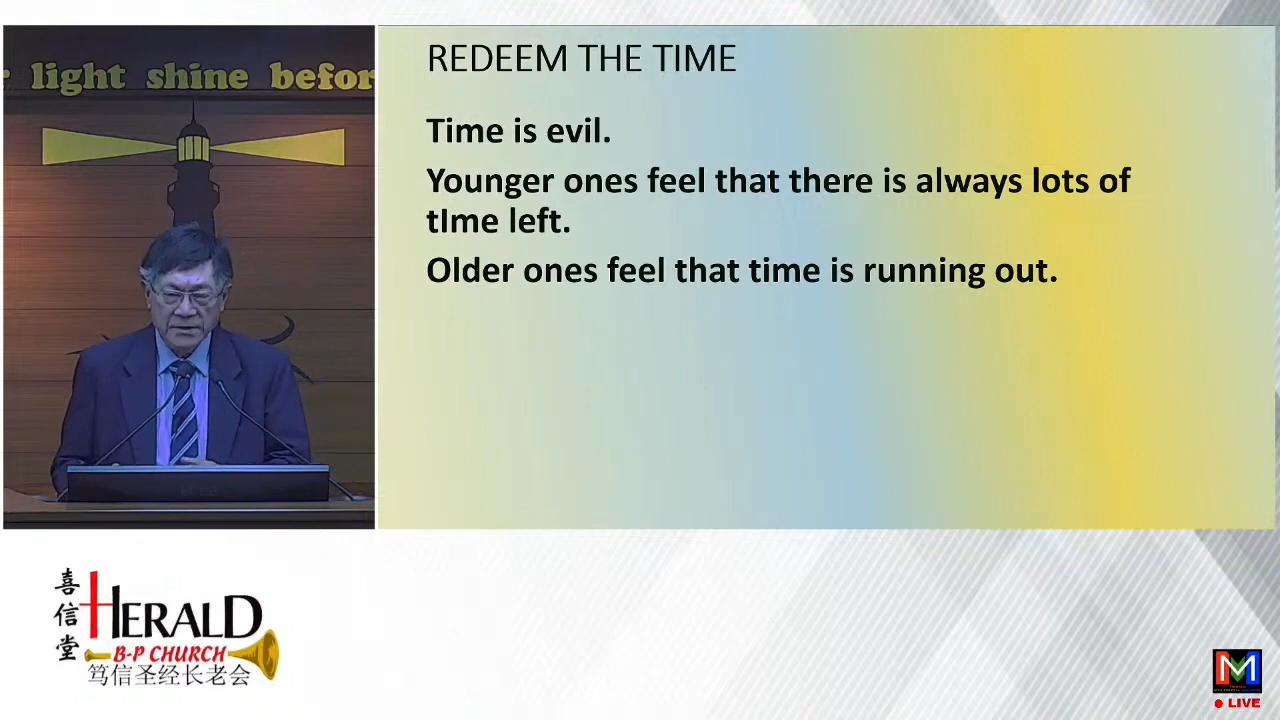 light shine befor
REDEEM THE TIME
Time is evil.
Younger ones feel that there is always lots of
tIme left.
Older ones feel that time is running out.
喜信堂
HERALD
B-P CHURCH
笃信圣经长老会
LIVE